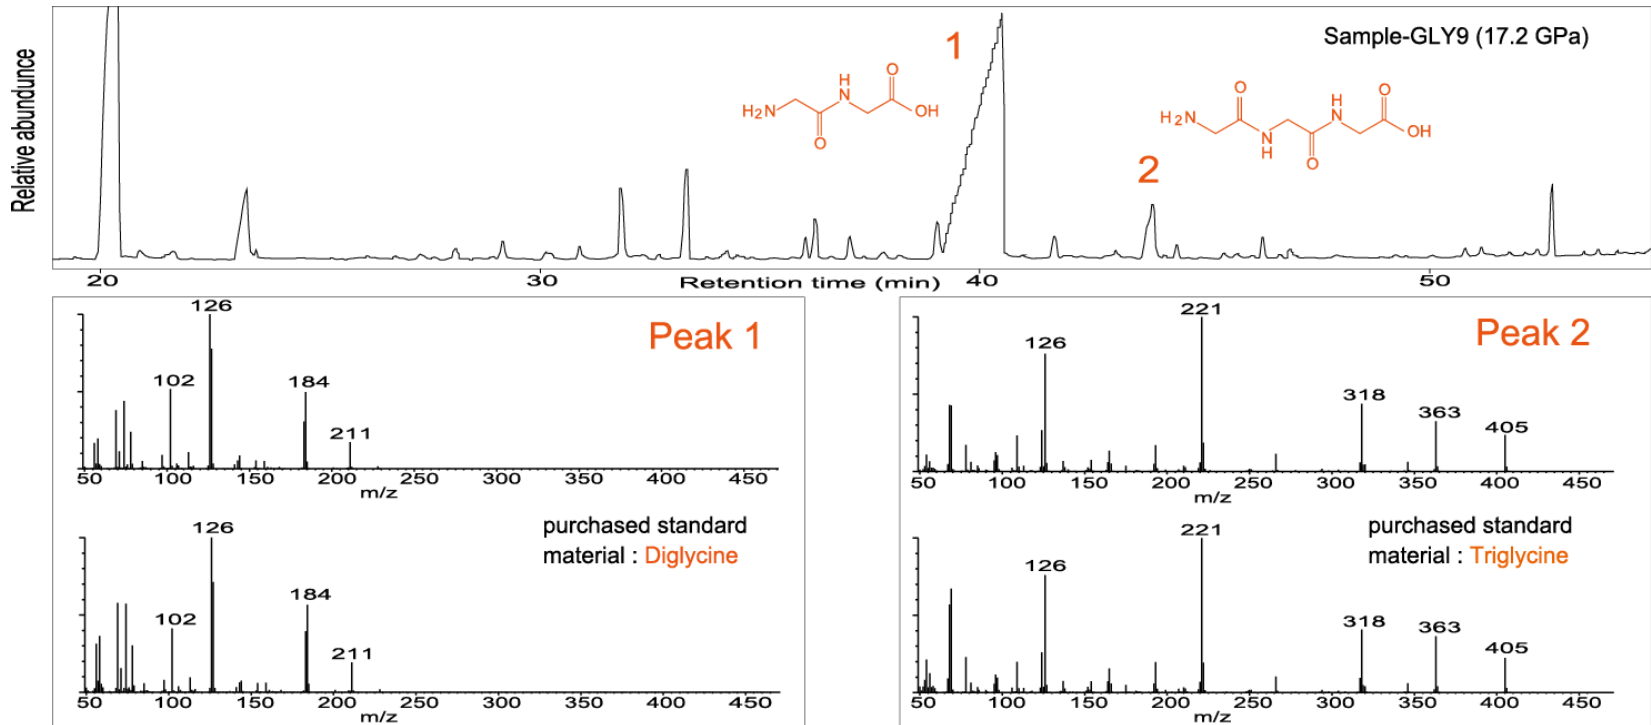 Relative abundunce
1
Sample-GLY9 (17.2 GPa)
H₂N
O
H
N
O
OH
2
H₂N
O
N
H
H
N
O
O
OH
20
30
Retention time (min)
40
50
Peak 1
126
102
184
211
50 100 150 200 250 300 350 400 450
m/z
purchased standard
material : Diglycine
126
102
184
211
50 100 150 200 250 300 350 400 450
m/z
Peak 2
221
126
318
363
405
50 100 150 200 250 300 350 400 450
m/z
purchased standard
material : Triglycine
221
126
318
363
405
50 100 150 200 250 300 350 400 450
m/z